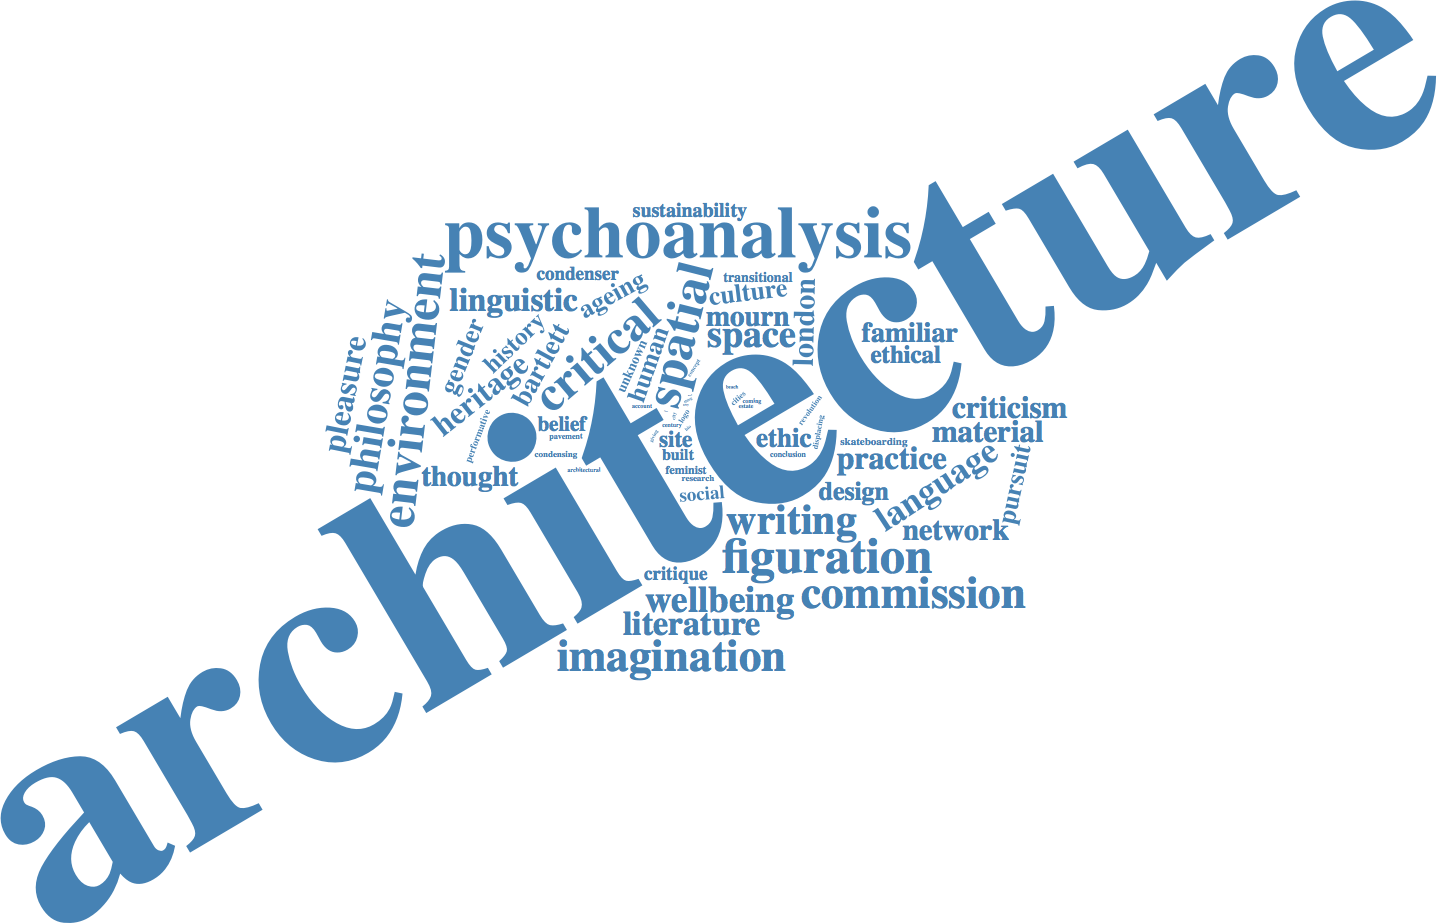 architecture
sustainability
psychoanalysis
condenser
transitional
linguistic
ageing
culture
environment
spatial
london
mourn
space
critical
philosophy
pleasure
gender
history
bartlett
heritage
unknown
human
familiar
ethical
concept
beach
cities
coming
estate
revolution
displacing
account
logo
century
performative
belief
pavement
condensing
architectural
thought
site
built
feminist
research
social
ethic
conclusion
skateboarding
criticism
material
practice
language
pursuit
design
network
writing
figuration
critique
wellbeing
commission
literature
imagination